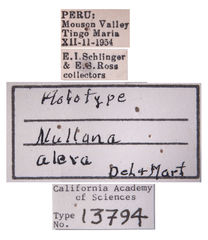 PERU:
Monson Valley
Tingo Maria
XII-11-1954
E.I.Schlinger
& E.S.Ross
collectors
Holotype
Nullana
alexa
DeL+Mart
California Academy
of Sciences
Type
No. 13794